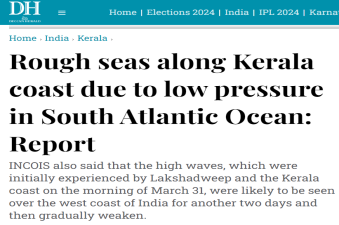 DH
DECCAN HERALD
Home | Elections 2024 | India | IPL 2024 | Karna
Home › India › Kerala ›
Rough seas along Kerala
coast due to low pressure
in South Atlantic Ocean:
Report
INCOIS also said that the high waves, which were
initially experienced by Lakshadweep and the Kerala
coast on the morning of March 31, were likely to be seen
over the west coast of India for another two days and
then gradually weaken.